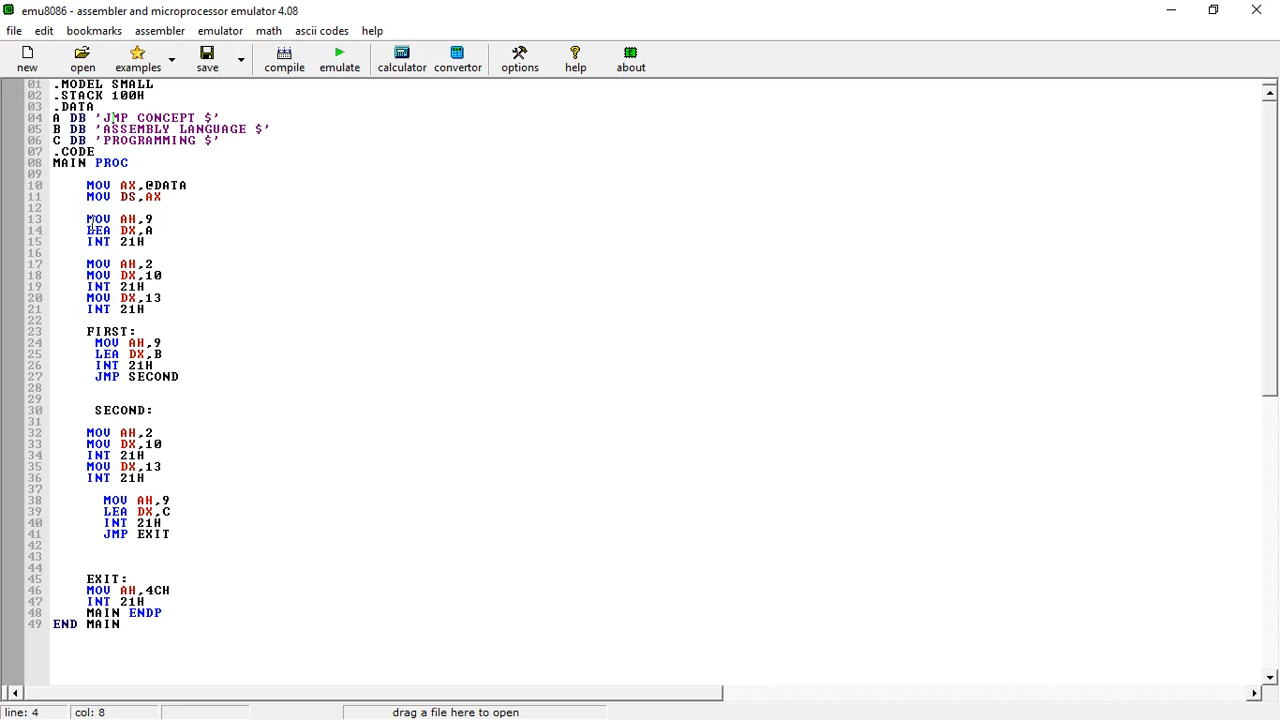 emu8086 - assembler and microprocessor emulator 4.08
file edit bookmarks assembler emulator math ascii codes help
new open examples save compile emulate calculator convertor options help about
01 .MODEL SMALL
02 .STACK 100H
03 .DATA
04 A DB 'JMP CONCEPT $'
05 B DB 'ASSEMBLY LANGUAGE $'
06 C DB 'PROGRAMMING $'
07 .CODE
08 MAIN PROC
09
10 MOV AX,@DATA
11 MOV DS,AX
12
13 MOV AH,9
14 LEA DX,A
15 INT 21H
16
17 MOV AH,2
18 MOV DX,10
19 INT 21H
20 MOV DX,13
21 INT 21H
22
23 FIRST:
24 MOV AH,9
25 LEA DX,B
26 INT 21H
27 JMP SECOND
28
29
30 SECOND:
31
32 MOV AH,2
33 MOV DX,10
34 INT 21H
35 MOV DX,13
36 INT 21H
37
38 MOV AH,9
39 LEA DX,C
40 INT 21H
41 JMP EXIT
42
43
44
45 EXIT:
46 MOV AH,4CH
47 INT 21H
48 MAIN ENDP
49 END MAIN
line: 4 col: 8 drag a file here to open